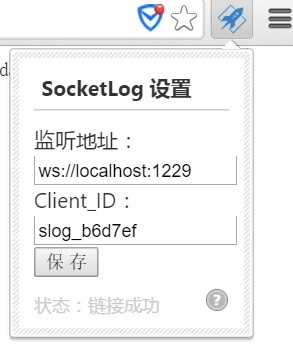 SocketLog 设置
监听地址：
ws://localhost:1229
Client_ID：
slog_b6d7ef
保 存
状态：链接成功
?